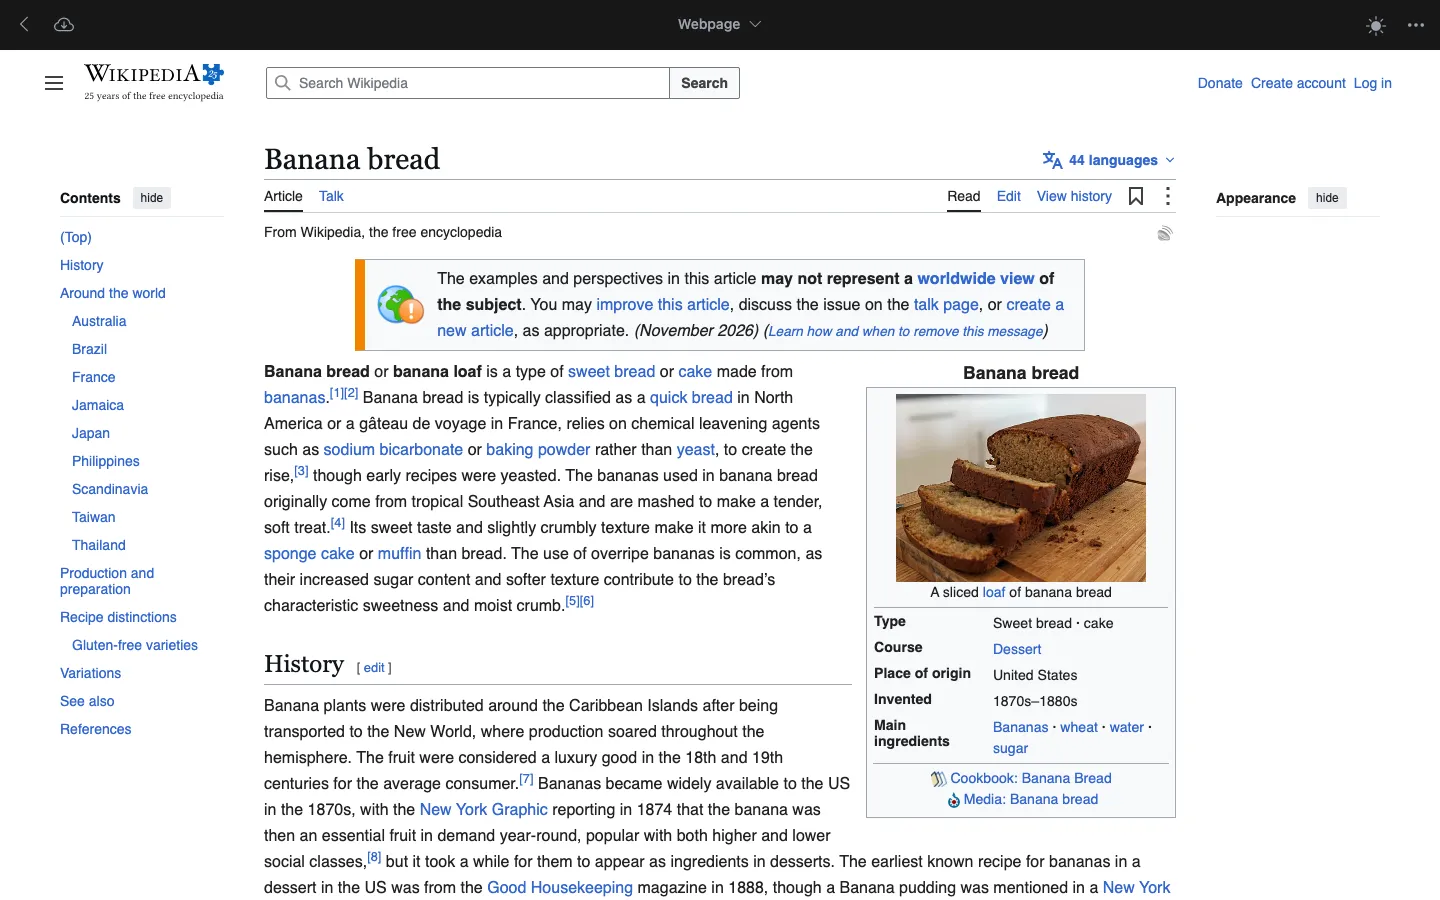 Webpage
WIKIPEDIA 25
25 years of the free encyclopedia
Search Wikipedia
Search
Donate Create account Log in
Banana bread
44 languages
Contents hide
(Top)
History
Around the world
Australia
Brazil
France
Jamaica
Japan
Philippines
Scandinavia
Taiwan
Thailand
Production and
preparation
Recipe distinctions
Gluten-free varieties
Variations
See also
References
Article Talk
Read Edit View history
Appearance hide
From Wikipedia, the free encyclopedia
The examples and perspectives in this article may not represent a worldwide view of
the subject. You may improve this article, discuss the issue on the talk page, or create a
new article, as appropriate. (November 2026) (Learn how and when to remove this message)
Banana bread or banana loaf is a type of sweet bread or cake made from
bananas.[1][2] Banana bread is typically classified as a quick bread in North
America or a gâteau de voyage in France, relies on chemical leavening agents
such as sodium bicarbonate or baking powder rather than yeast, to create the
rise,[3] though early recipes were yeasted. The bananas used in banana bread
originally come from tropical Southeast Asia and are mashed to make a tender,
soft treat.[4] Its sweet taste and slightly crumbly texture make it more akin to a
sponge cake or muffin than bread. The use of overripe bananas is common, as
their increased sugar content and softer texture contribute to the bread’s
characteristic sweetness and moist crumb.[5][6]
Banana bread
A sliced loaf of banana bread
Type Sweet bread · cake
Course Dessert
Place of origin United States
Invented 1870s–1880s
Main Bananas · wheat · water ·
ingredients sugar
Cookbook: Banana Bread
Media: Banana bread
History [ edit ]
Banana plants were distributed around the Caribbean Islands after being
transported to the New World, where production soared throughout the
hemisphere. The fruit were considered a luxury good in the 18th and 19th
centuries for the average consumer.[7] Bananas became widely available to the US
in the 1870s, with the New York Graphic reporting in 1874 that the banana was
then an essential fruit in demand year-round, popular with both higher and lower
social classes,[8] but it took a while for them to appear as ingredients in desserts. The earliest known recipe for bananas in a
dessert in the US was from the Good Housekeeping magazine in 1888, though a Banana pudding was mentioned in a New York